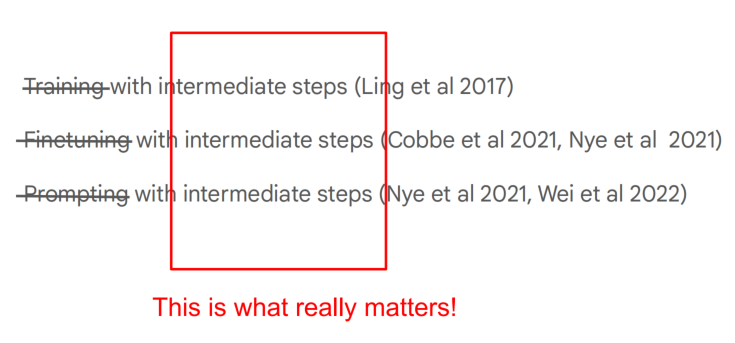 Training with intermediate steps (Ling et al 2017)
Finetuning with intermediate steps (Cobbe et al 2021, Nye et al 2021)
Prompting with intermediate steps (Nye et al 2021, Wei et al 2022)
This is what really matters!